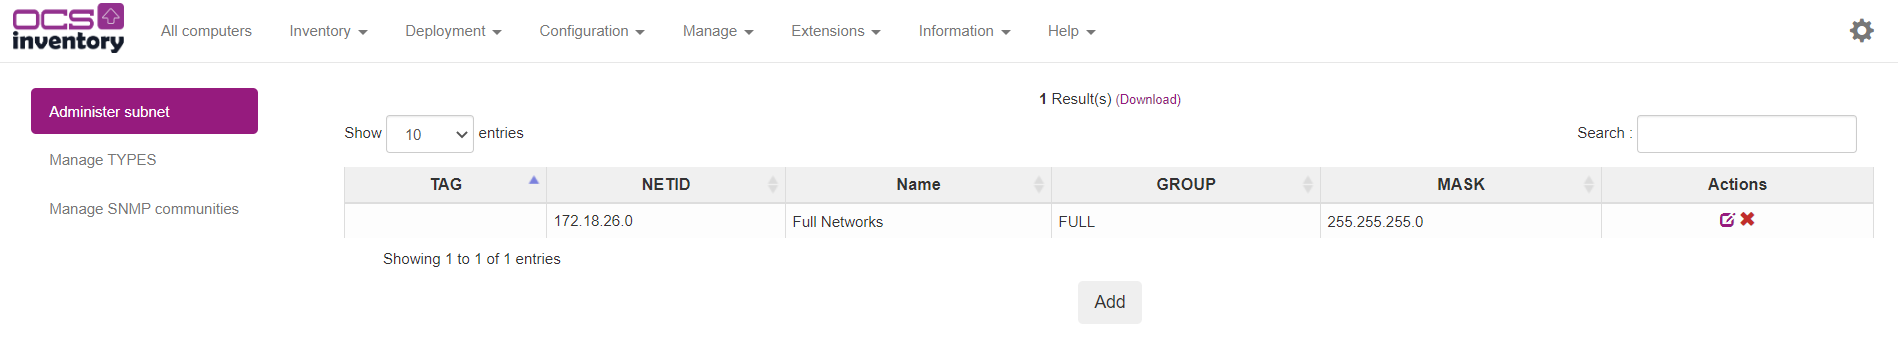 OCS inventory
All computers Inventory Deployment Configuration Manage Extensions Information Help
Administer subnet
Manage TYPES
Manage SNMP communities
1 Result(s) (Download)
Show 10 entries Search :
TAG NETID Name GROUP MASK Actions
172.18.26.0 Full Networks FULL 255.255.255.0
Showing 1 to 1 of 1 entries
Add